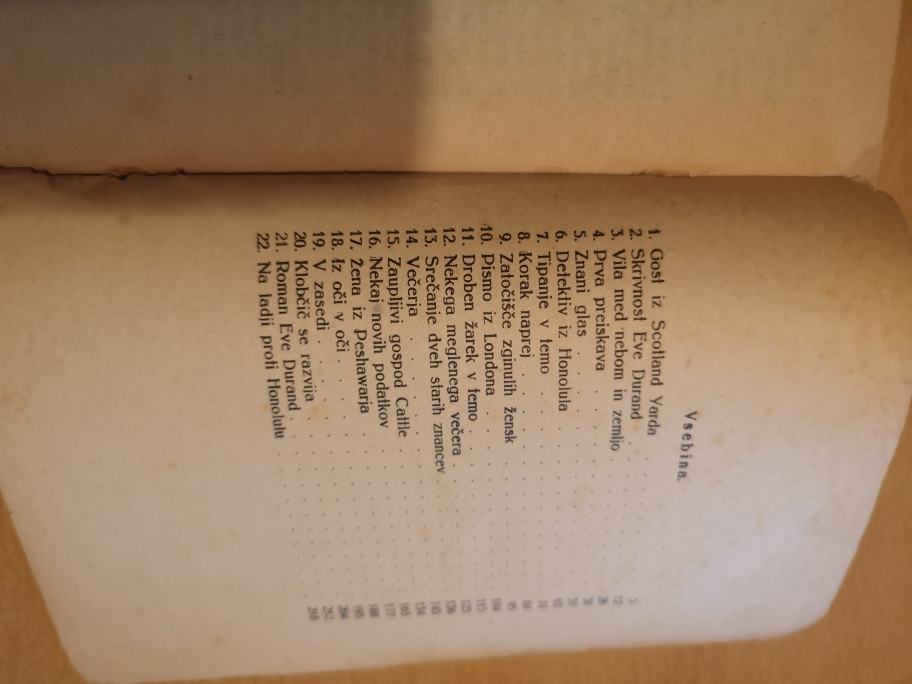 Vsebina.
1. Gost iz Scotland Yarda
2. Skrivnost Eve Durand
3. Vila med nebom in zemljo
4. Prva preiskava
5. Znani glas
6. Detektiv iz Honolula
7. Tipanje v temo
8. Korak naprej
9. Zatočišče zginulih žensk
10. Pismo iz Londona
11. Droben žarek v temo
12. Nekega meglenega večera
13. Srečanje dveh starih znancev
14. Večerja
15. Zaupljivi gospod Cattle
16. Nekaj novih podatkov
17. Žena iz Peshawarja
18. Iz oči v oči
19. V zasedi
20. Klobčič se razvija
21. Roman Eve Durand
22. Na ladji proti Honolulu